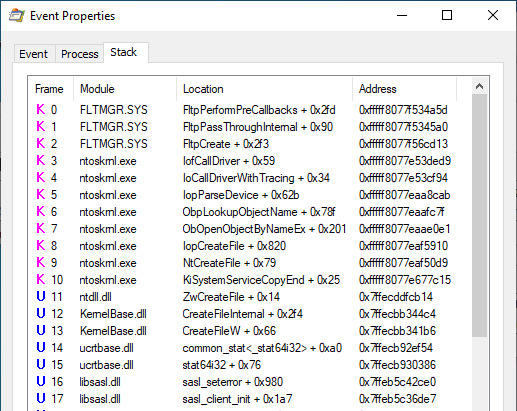 Event Properties
Event Process Stack
Frame Module Location Address
K 0 FLTMGR.SYS FltpPerformPreCallbacks + 0x2fd 0xfffff8077f534a5d
K 1 FLTMGR.SYS FltpPassThroughInternal + 0x90 0xfffff8077f5345a0
K 2 FLTMGR.SYS FltpCreate + 0x2f3 0xfffff8077f56cd13
K 3 ntoskrnl.exe IofCallDriver + 0x59 0xfffff8077e53ded9
K 4 ntoskrnl.exe IoCallDriverWithTracing + 0x34 0xfffff8077e53cf94
K 5 ntoskrnl.exe IopParseDevice + 0x62b 0xfffff8077eaa8cab
K 6 ntoskrnl.exe ObpLookupObjectName + 0x78f 0xfffff8077eaafc7f
K 7 ntoskrnl.exe ObOpenObjectByNameEx + 0x201 0xfffff8077eaae0e1
K 8 ntoskrnl.exe IopCreateFile + 0x820 0xfffff8077eaf5910
K 9 ntoskrnl.exe NtCreateFile + 0x79 0xfffff8077eaf50d9
K 10 ntoskrnl.exe KiSystemServiceCopyEnd + 0x25 0xfffff8077e677c15
U 11 ntdll.dll ZwCreateFile + 0x14 0x7ffecddfcb14
U 12 KernelBase.dll CreateFileInternal + 0x2f4 0x7ffecbb344c4
U 13 KernelBase.dll CreateFileW + 0x66 0x7ffecbb341b6
U 14 ucrtbase.dll common_stat<_stat64i32> + 0xa0 0x7ffecb92ef54
U 15 ucrtbase.dll stat64i32 + 0x76 0x7ffecb930386
U 16 libsasl.dll sasl_seterror + 0x980 0x7ffeb5c42ce0
U 17 libsasl.dll sasl_client_init + 0x1a7 0x7ffeb5c36de7